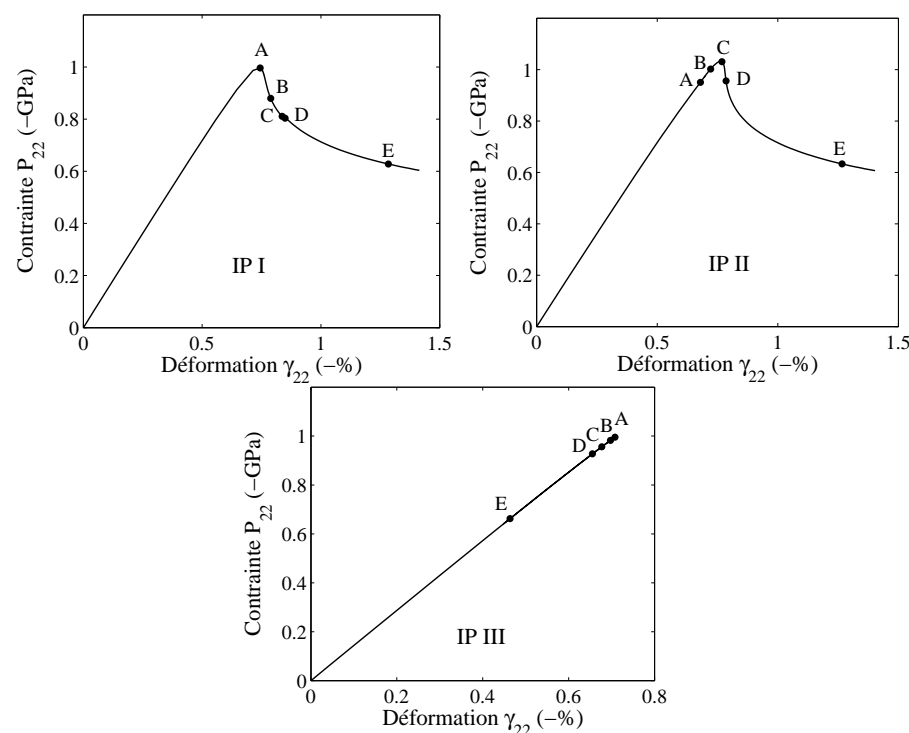 A
B
C
D
E
IP I
0
0.2
0.4
0.6
0.8
1
0
0.5
1
1.5
Contrainte P22 (−GPa)
Déformation γ22 (−%)
A
B
C
D
E
IP II
0
0.2
0.4
0.6
0.8
1
0
0.5
1
1.5
Contrainte P22 (−GPa)
Déformation γ22 (−%)
A
B
C
D
E
IP III
0
0.2
0.4
0.6
0.8
1
0
0.2
0.4
0.6
0.8
Contrainte P22 (−GPa)
Déformation γ22 (−%)